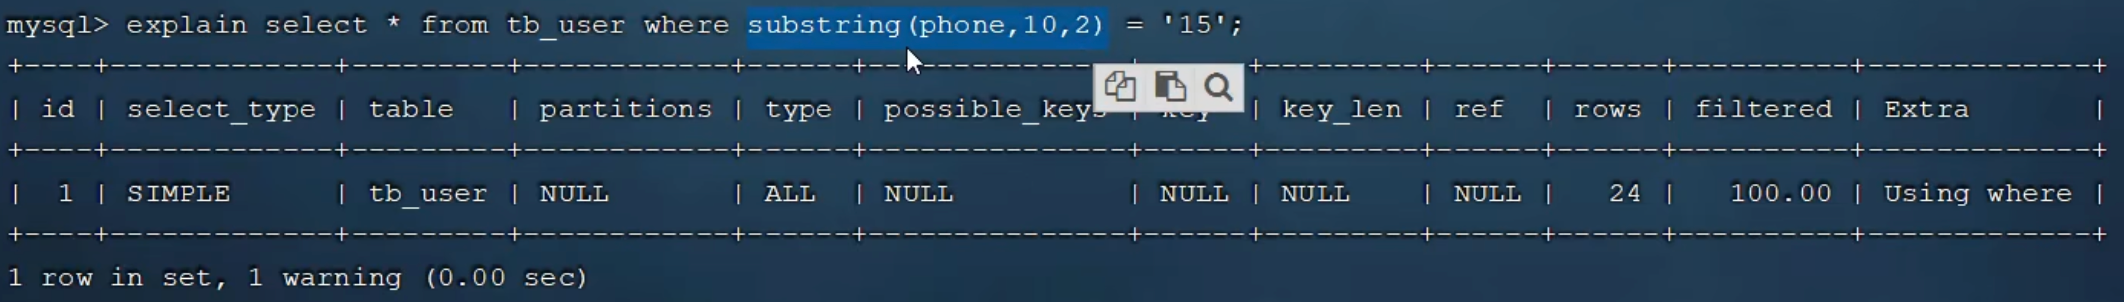 mysql> explain select * from tb_user where substring(phone,10,2) = '15';
+----+-------------+---------+------------+------+---------------+------+---------+------+------+----------+-------------+
| id | select_type | table   | partitions | type | possible_keys | key  | key_len | ref  | rows | filtered | Extra       |
+----+-------------+---------+------------+------+---------------+------+---------+------+------+----------+-------------+
|  1 | SIMPLE      | tb_user | NULL       | ALL  | NULL          | NULL | NULL    | NULL |   24 |   100.00 | Using where |
+----+-------------+---------+------------+------+---------------+------+---------+------+------+----------+-------------+
1 row in set, 1 warning (0.00 sec)